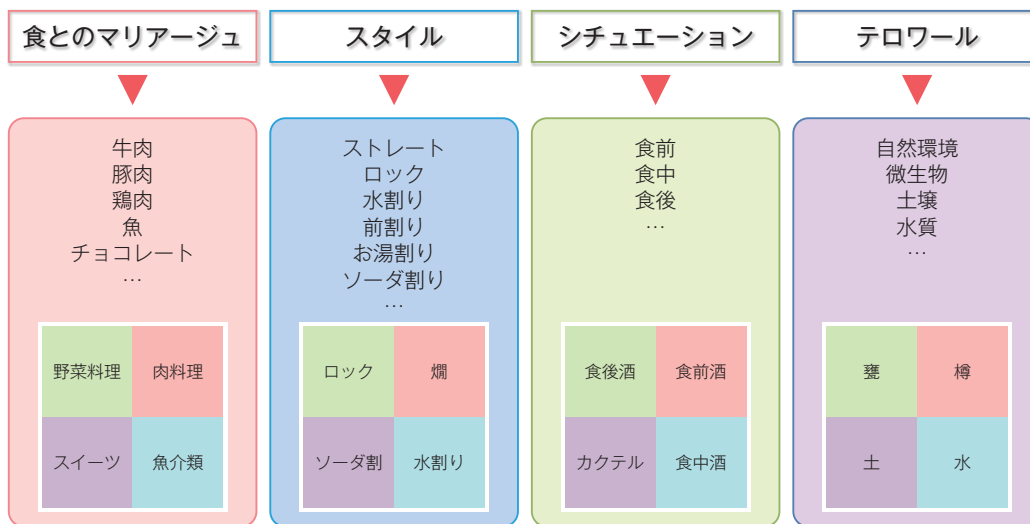 食とのマリアージュ
牛肉
豚肉
鶏肉
魚
チョコレート
…
野菜料理 肉料理
スイーツ 魚介類
スタイル
ストレート
ロック
水割り
前割り
お湯割り
ソーダ割り
…
ロック 燗
ソーダ割 水割り
シチュエーション
食前
食中
食後
…
食後酒 食前酒
カクテル 食中酒
テロワール
自然環境
微生物
土壌
水質
…
甕 樽
土 水